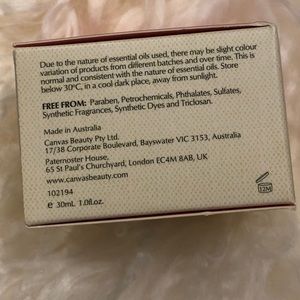 Due to the nature of essential oils used, there may be slight colour
variation of products from different batches and over time. This is
normal and consistent with the nature of essential oils. Store
below 30°C, in a cool dark place, away from sunlight.
FREE FROM: Paraben, Petrochemicals, Phthalates, Sulfates,
Synthetic Fragrances, Synthetic Dyes and Triclosan.
Made in Australia
Canvas Beauty Pty Ltd.
17/38 Corporate Boulevard, Bayswater VIC 3153, Australia
Paternoster House,
65 St Paul's Churchyard, London EC4M 8AB, UK
www.canvasbeauty.com
102194
e 30mL 1.0fl.oz.
12M